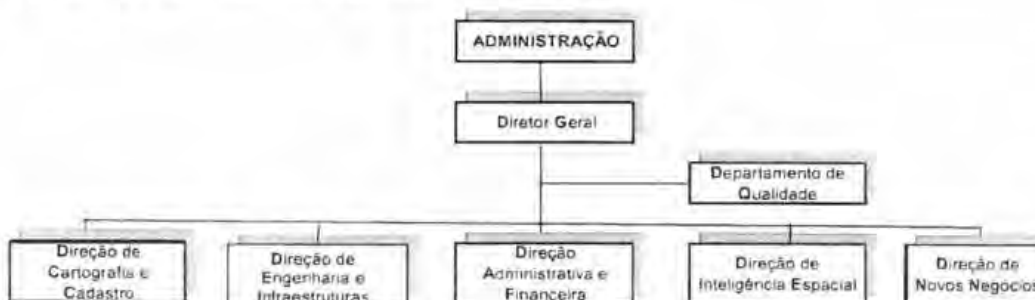 ADMINISTRAÇÃO
Diretor Geral
Departamento de
Qualidade
Direção de
Cartografia e
Cadastro
Direção de
Engenharia e
Infraestruturas
Direção
Administrativa e
Financeira
Direção de
Inteligência Espacial
Direção de
Novos Negócios